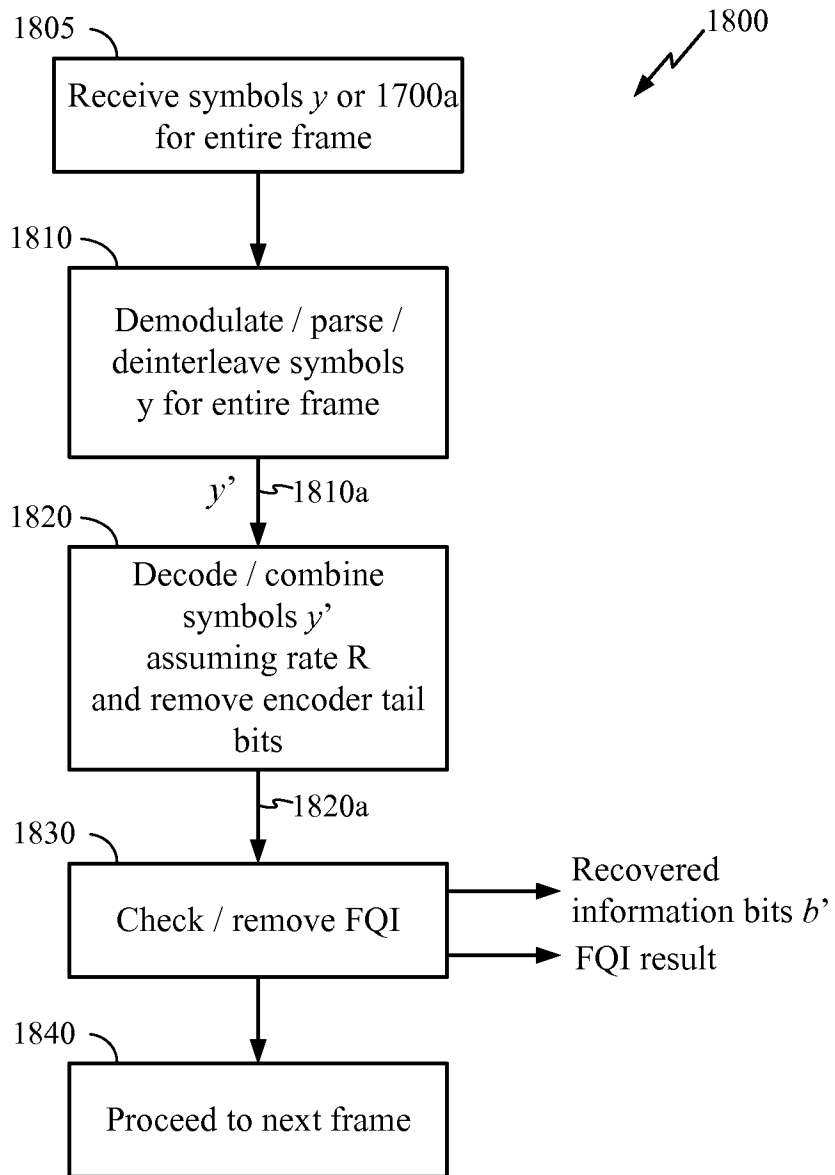 1805
1800
Receive symbols y or 1700a
for entire frame
1810
Demodulate / parse /
deinterleave symbols
y for entire frame
y’
1810a
1820
Decode / combine
symbols y’
assuming rate R
and remove encoder tail
bits
1820a
1830
Check / remove FQI
Recovered
information bits b’
FQI result
1840
Proceed to next frame